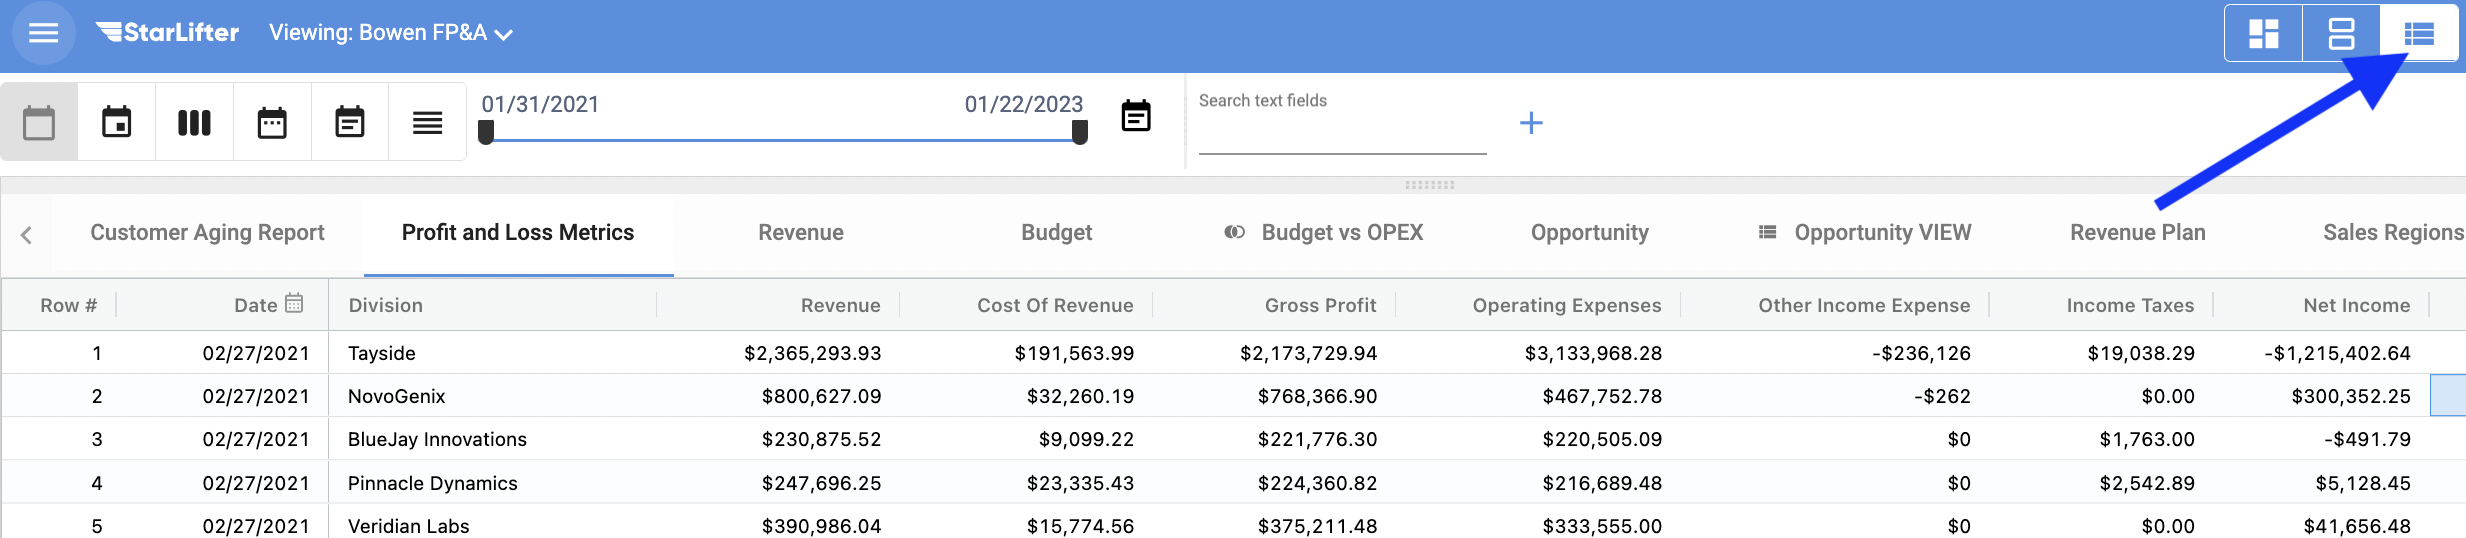 StarLifter Viewing: Bowen FP&A
01/31/2021 01/22/2023 Search text fields
Customer Aging Report Profit and Loss Metrics Revenue Budget Budget vs OPEX Opportunity Opportunity VIEW Revenue Plan Sales Regions
Row # Date Division Revenue Cost Of Revenue Gross Profit Operating Expenses Other Income Expense Income Taxes Net Income
1 02/27/2021 Tayside $2,365,293.93 $191,563.99 $2,173,729.94 $3,133,968.28 -$236,126 $19,038.29 -$1,215,402.64
2 02/27/2021 NovoGenix $800,627.09 $32,260.19 $768,366.90 $467,752.78 -$262 $0.00 $300,352.25
3 02/27/2021 BlueJay Innovations $230,875.52 $9,099.22 $221,776.30 $220,505.09 $0 $1,763.00 -$491.79
4 02/27/2021 Pinnacle Dynamics $247,696.25 $23,335.43 $224,360.82 $216,689.48 $0 $2,542.89 $5,128.45
5 02/27/2021 Veridian Labs $390,986.04 $15,774.56 $375,211.48 $333,555.00 $0 $0.00 $41,656.48